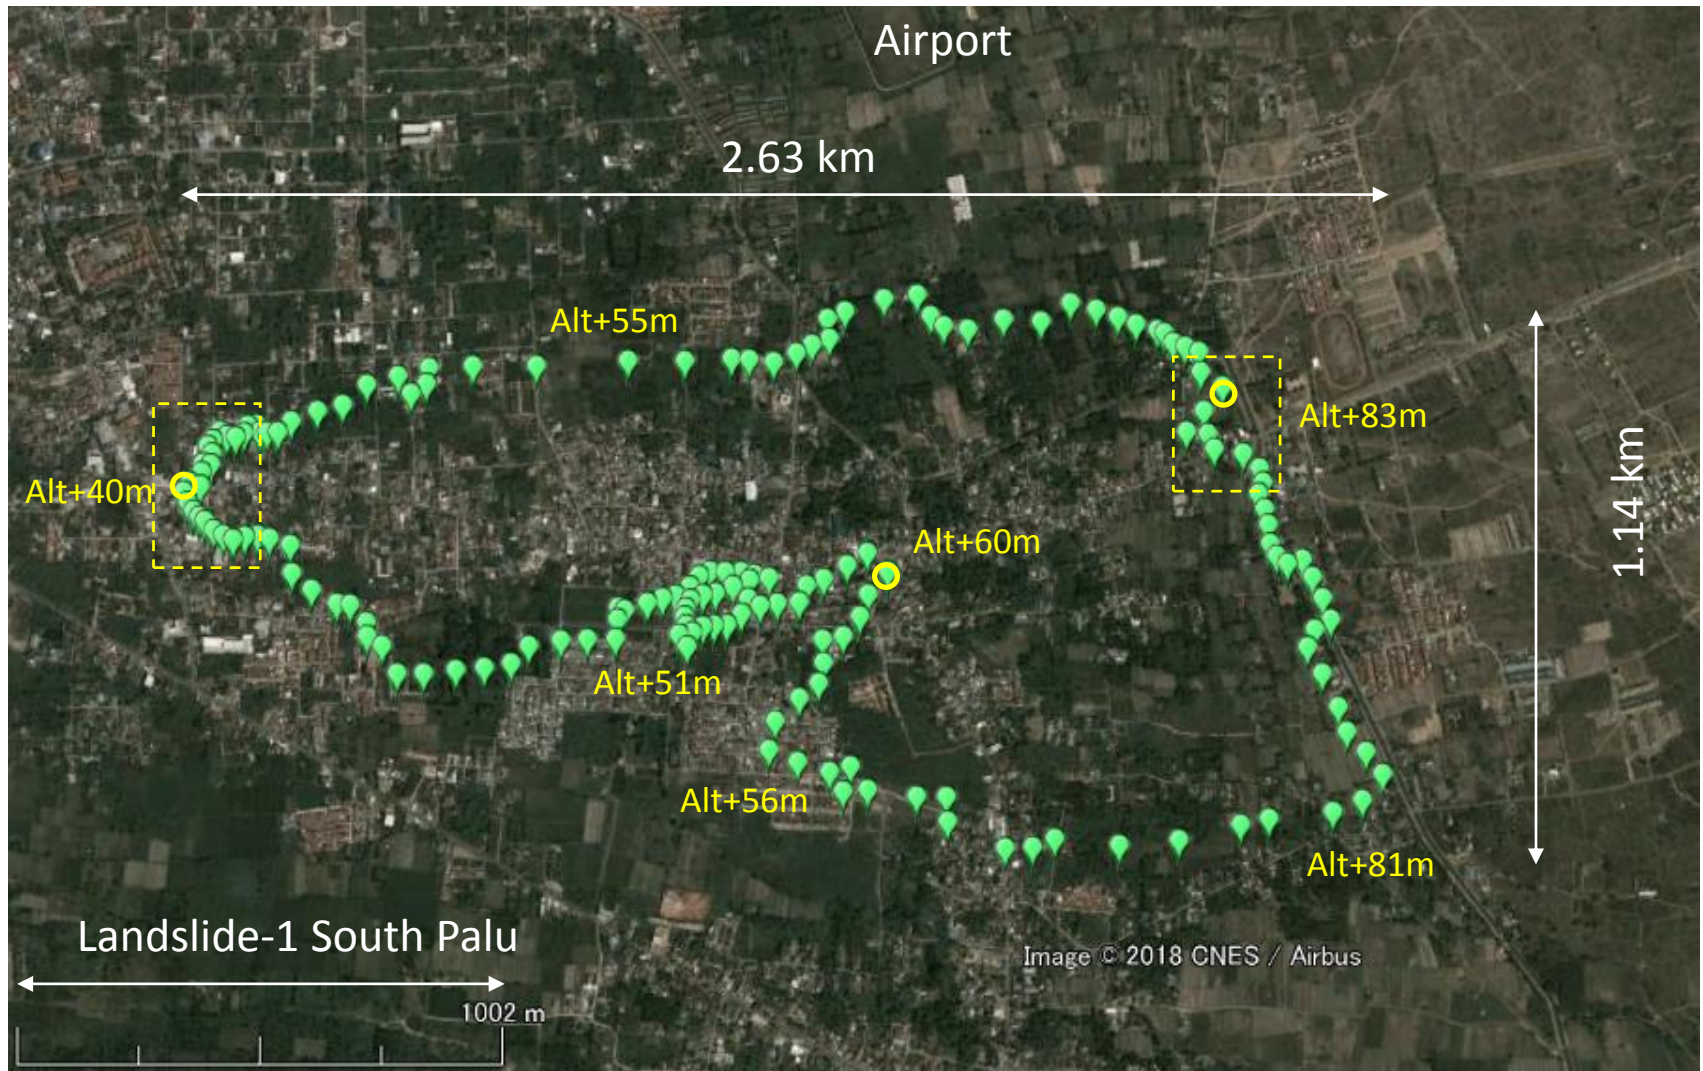 Airport
2.63 km
Alt+55m
Alt+83m
Alt+40m
1.14 km
Alt+60m
Alt+51m
Alt+56m
Alt+81m
Landslide-1 South Palu
Image © 2018 CNES / Airbus
1002 m